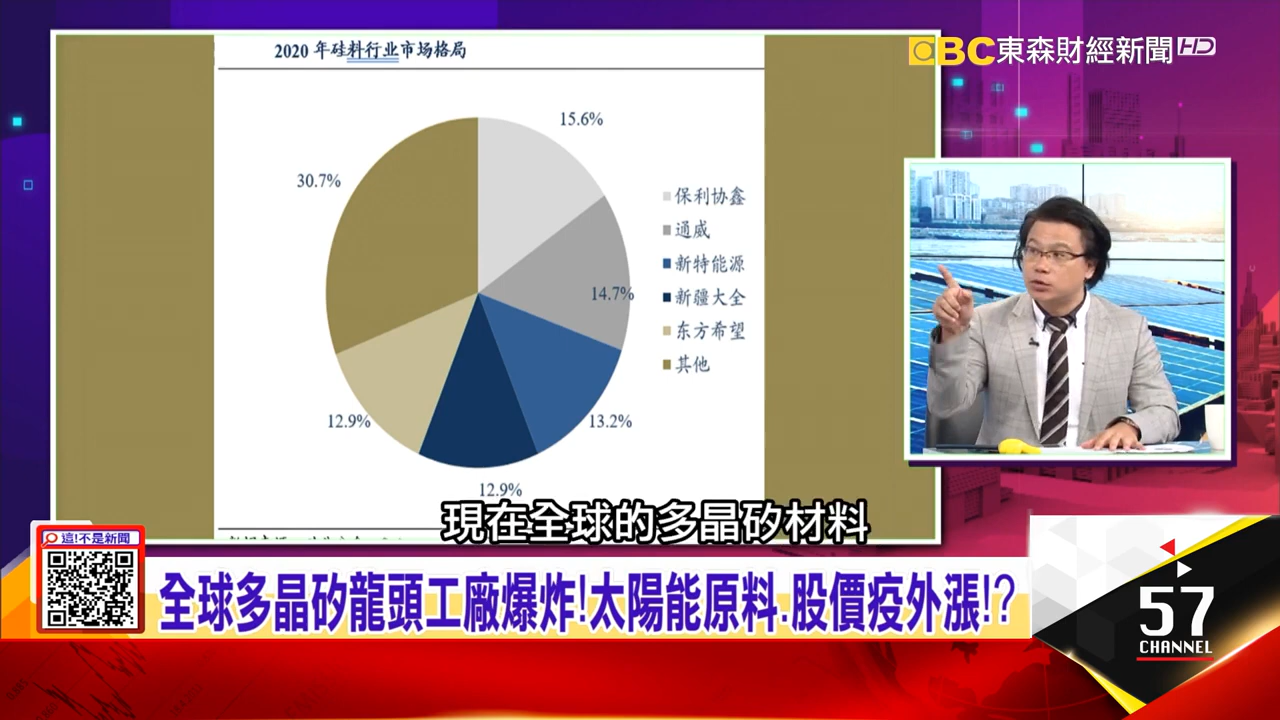 2020 年硅料行业市场格局
EBC東森財經新聞HD
15.6%
30.7%
保利协鑫
通威
新特能源
14.7%
新疆大全
东方希望
其他
12.9%
13.2%
12.9%
現在全球的多晶矽材料
這!不是新聞
全球多晶矽龍頭工廠爆炸!太陽能原料.股價疫外漲!?
57
CHANNEL